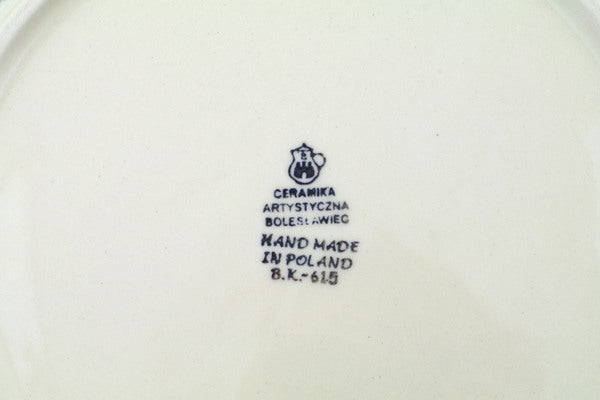 CERAMIKA
ARTYSTYCZNA
BOLESŁAWIEC
HAND MADE
IN POLAND
B.K.-615